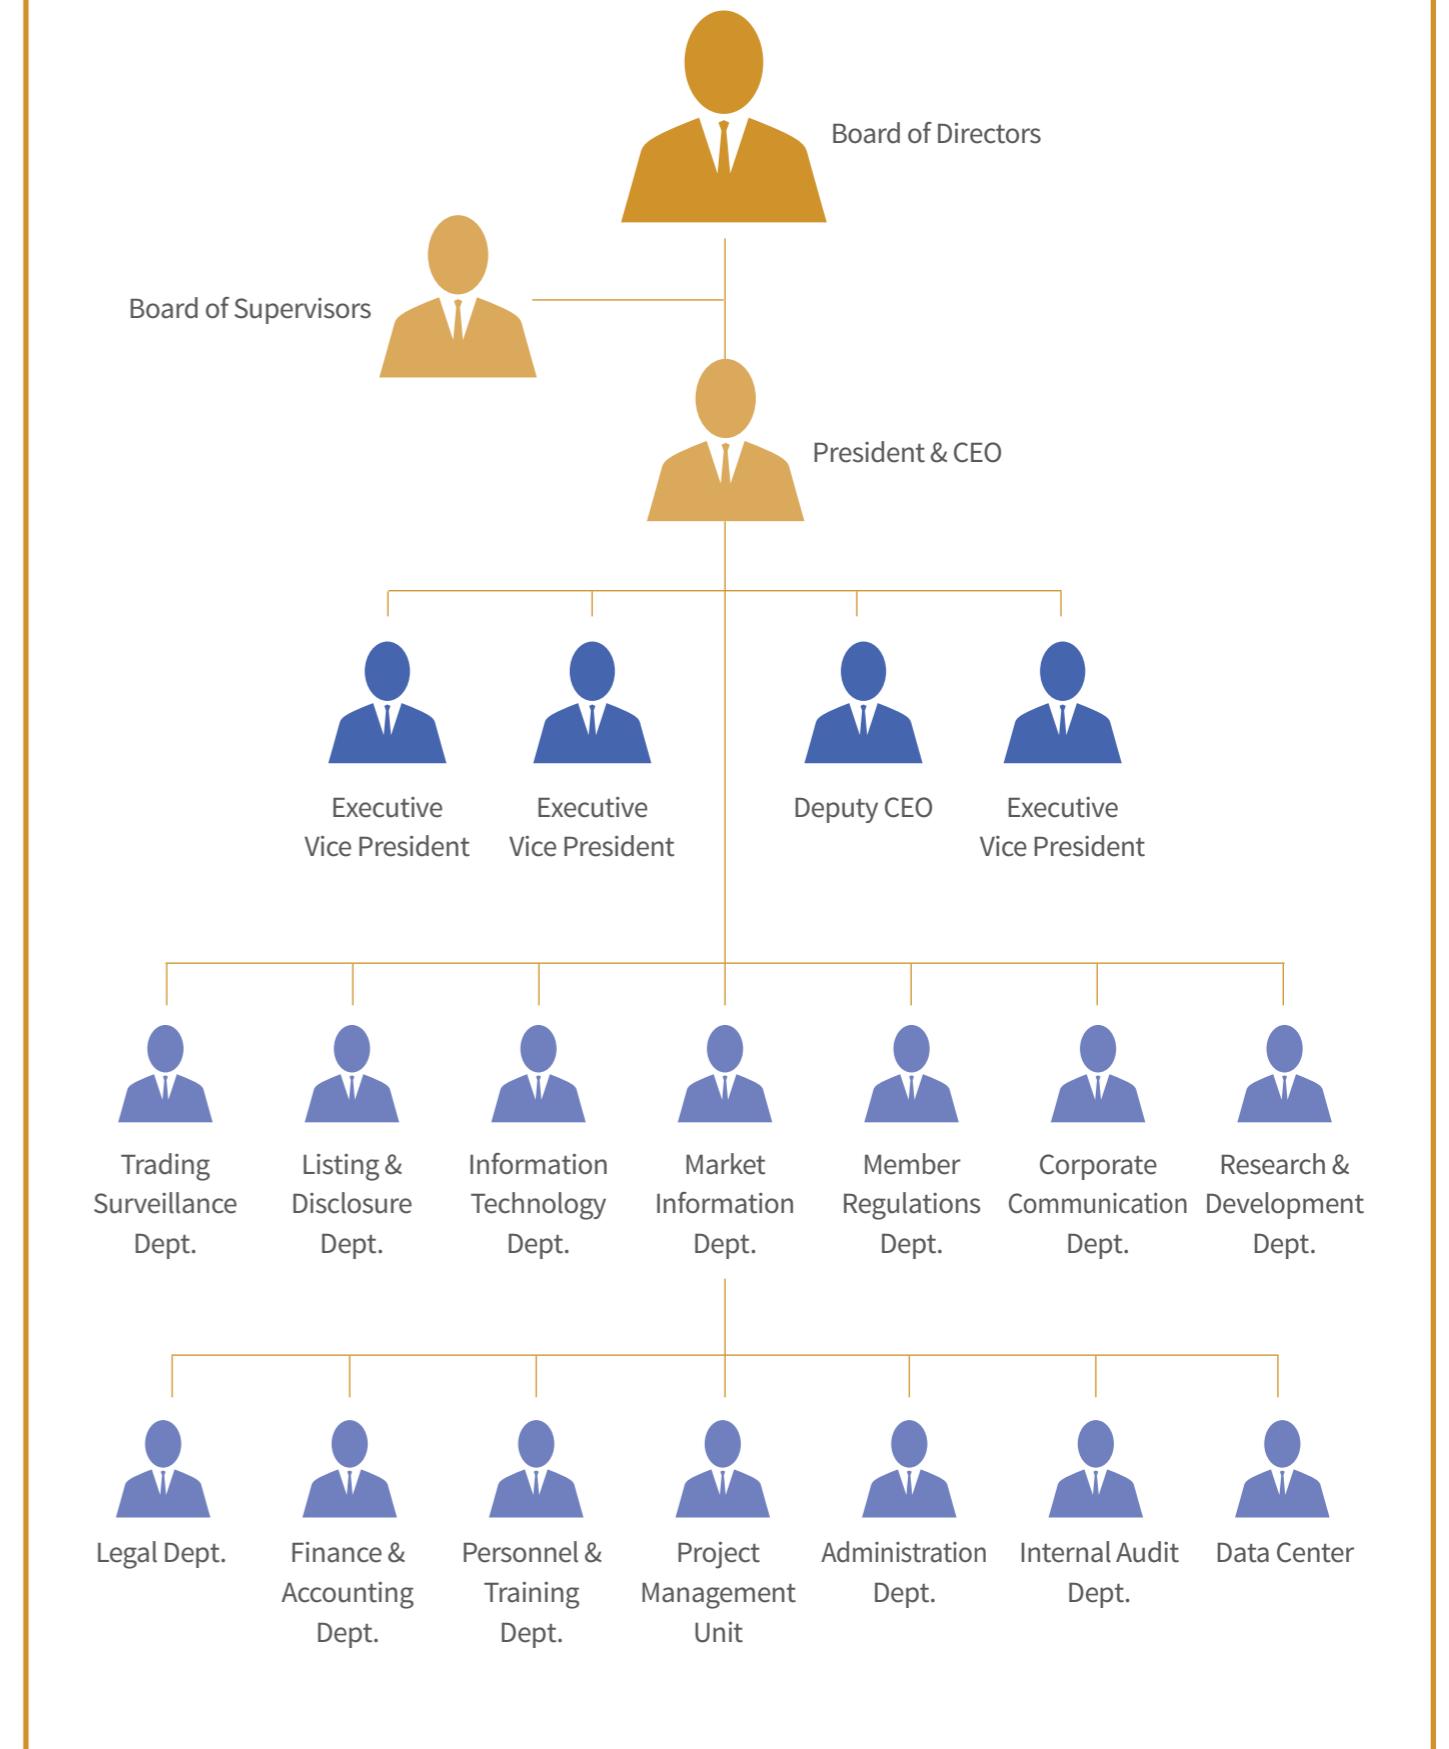 Board of Directors
Board of Supervisors
President & CEO
Executive
Vice President
Executive
Vice President
Deputy CEO
Executive
Vice President
Trading
Surveillance
Dept.
Listing &
Disclosure
Dept.
Information
Technology
Dept.
Market
Information
Dept.
Member
Regulations
Dept.
Corporate
Communication
Dept.
Research &
Development
Dept.
Legal Dept.
Finance &
Accounting
Dept.
Personnel &
Training
Dept.
Project
Management
Unit
Administration
Dept.
Internal Audit
Dept.
Data Center